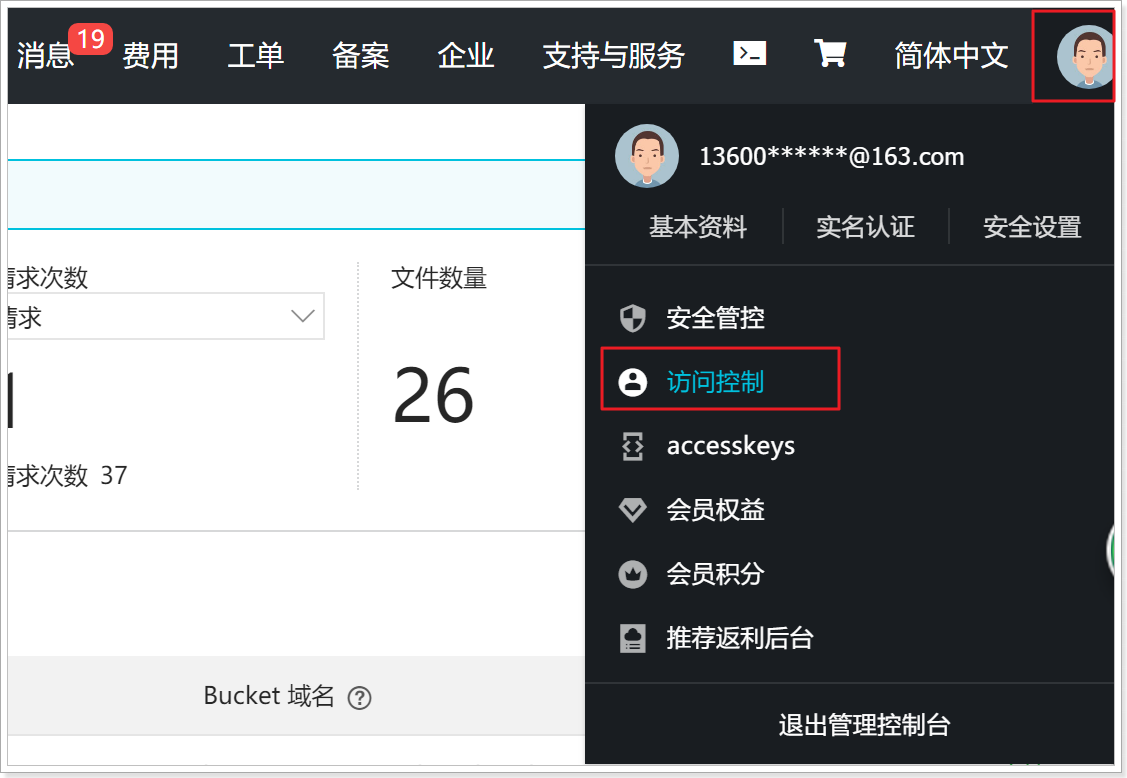 消息 19 费用 工单 备案 企业 支持与服务 简体中文
13600******@163.com
基本资料 实名认证 安全设置
请求次数
文件数量
请求
26
请求次数 37
安全管控
访问控制
accesskeys
会员权益
会员积分
推荐返利后台
Bucket 域名
退出管理控制台